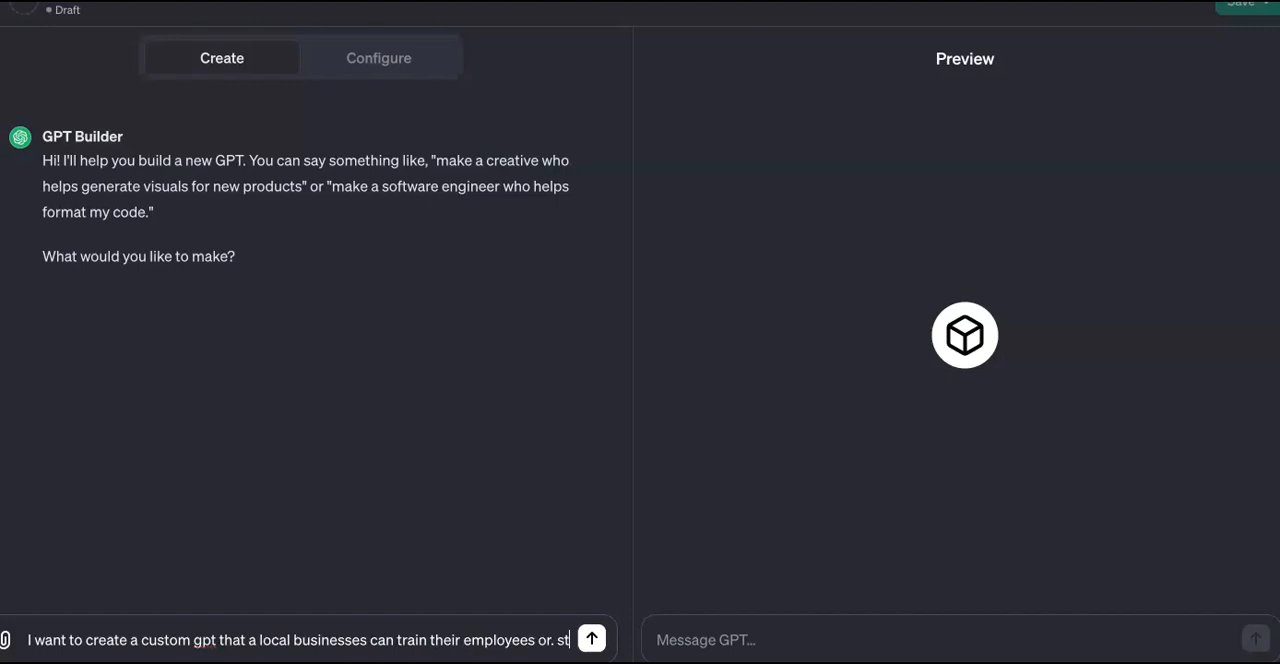 Draft
Save
Create
Configure
Preview
GPT Builder
Hi! I'll help you build a new GPT. You can say something like, "make a creative who
helps generate visuals for new products" or "make a software engineer who helps
format my code."
What would you like to make?
I want to create a custom gpt that a local businesses can train their employees or. st
Message GPT...